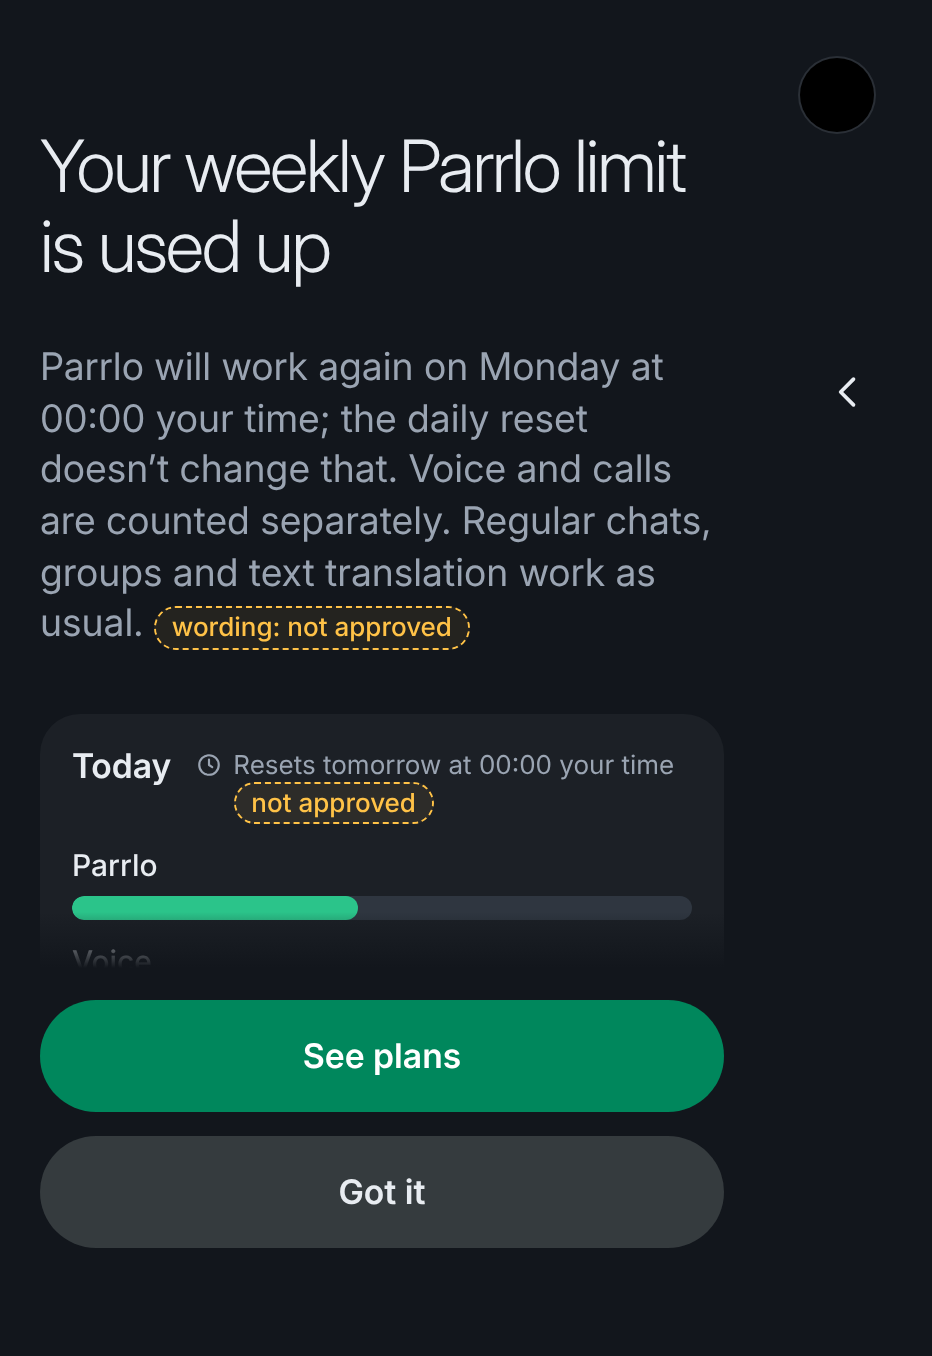 Your weekly Parrlo limit
is used up
Parrlo will work again on Monday at
00:00 your time; the daily reset
doesn’t change that. Voice and calls
are counted separately. Regular chats,
groups and text translation work as
usual. wording: not approved
Today Resets tomorrow at 00:00 your time
not approved
Parrlo
Voice
See plans
Got it